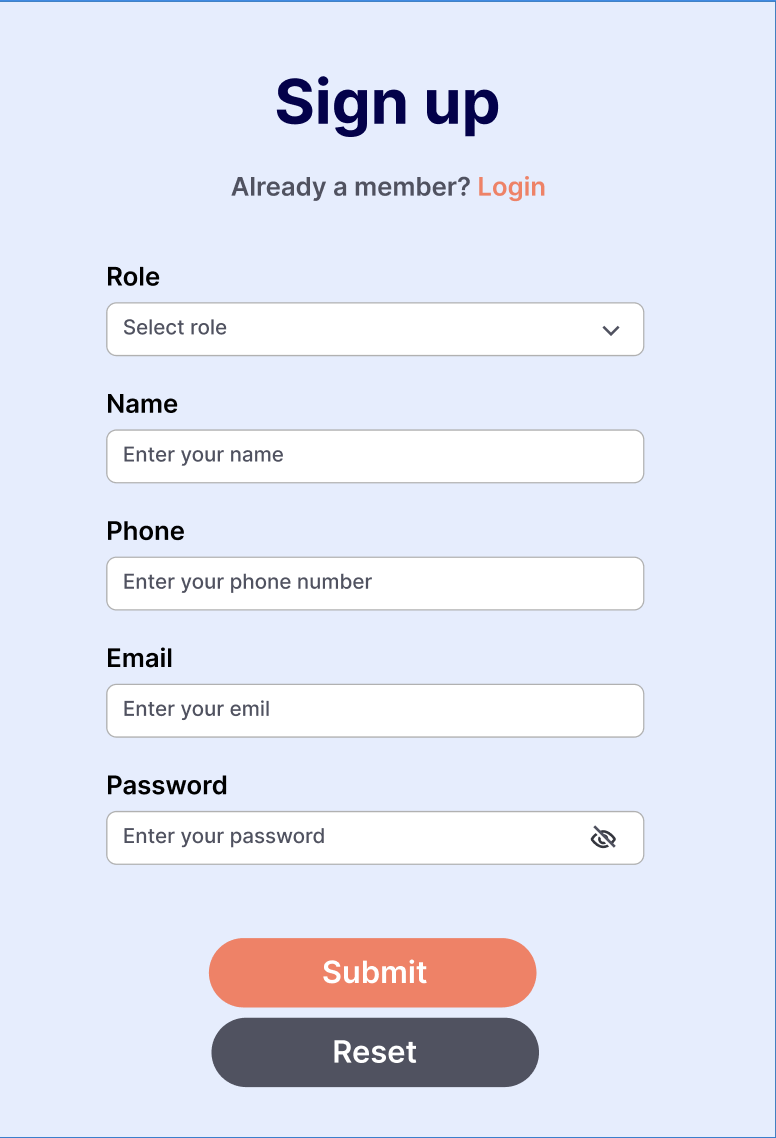 Sign up
Already a member? Login
Role
Select role
Name
Enter your name
Phone
Enter your phone number
Email
Enter your emil
Password
Enter your password
Submit
Reset